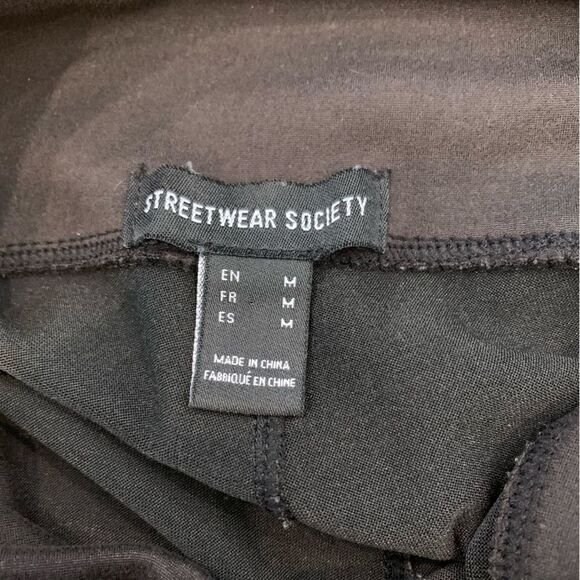 STREETWEAR SOCIETY
EN M
FR M
ES M
MADE IN CHINA
FABRIQUÉ EN CHINE